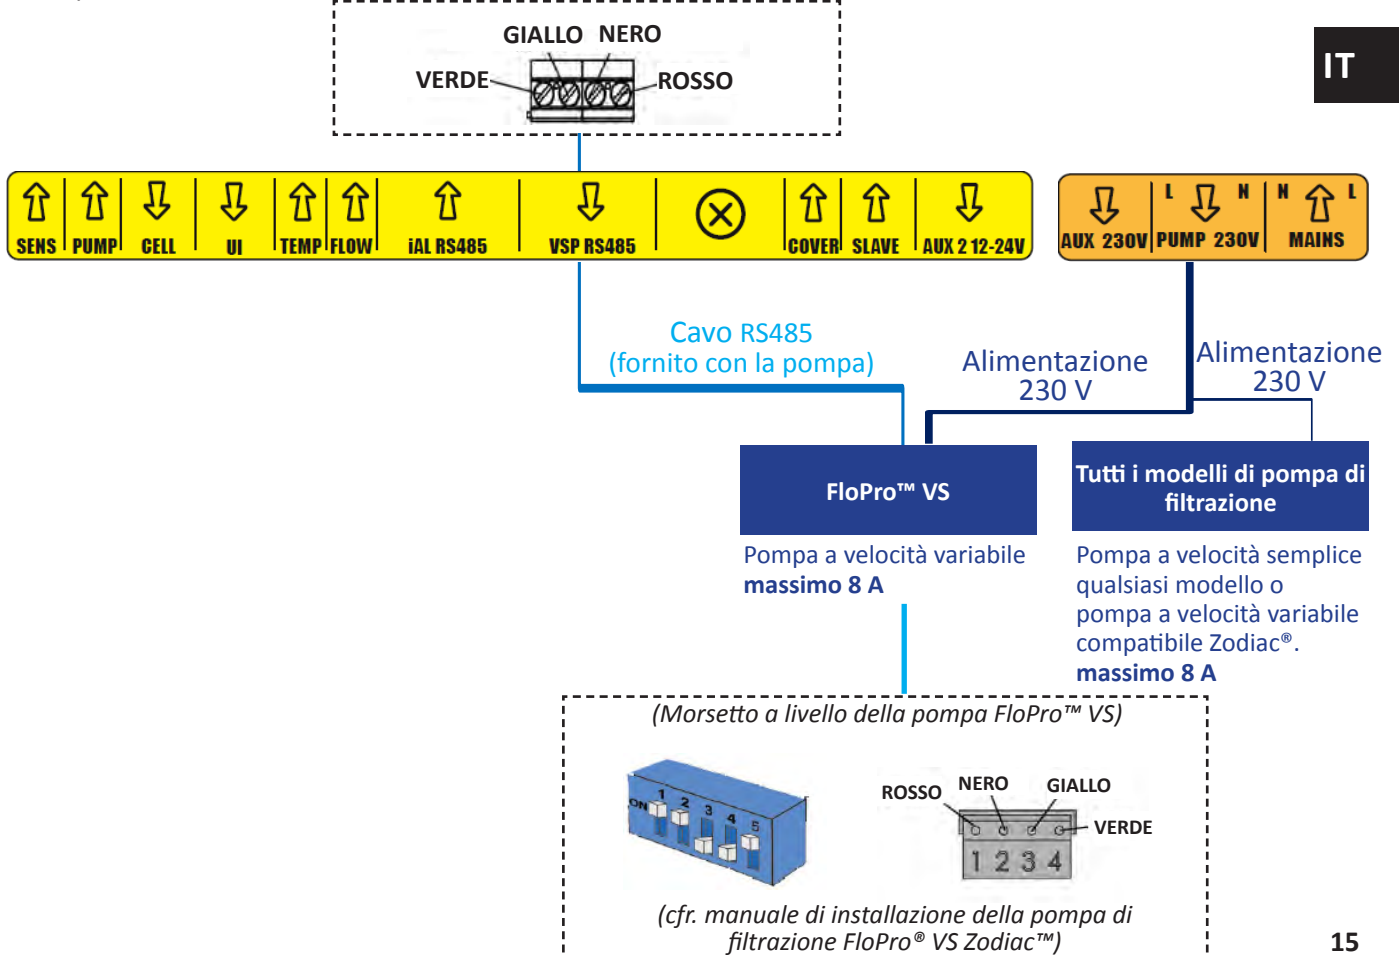 GIALLO NERO
VERDE
ROSSO
IT
SENS PUMP CELL UI TEMP FLOW iAL RS485 VSP RS485 COVER SLAVE AUX 2 12-24V
L N N L
AUX 230V PUMP 230V MAINS
Cavo RS485
(fornito con la pompa)
Alimentazione
230 V
Alimentazione
230 V
FloPro™ VS
Tutti i modelli di pompa di
filtrazione
Pompa a velocità variabile
massimo 8 A
Pompa a velocità semplice
qualsiasi modello o
pompa a velocità variabile
compatibile Zodiac®.
massimo 8 A
(Morsetto a livello della pompa FloPro™ VS)
ON 1 2 3 4 5
ROSSO NERO GIALLO
VERDE
1 2 3 4
(cfr. manuale di installazione della pompa di
filtrazione FloPro® VS Zodiac™)
15